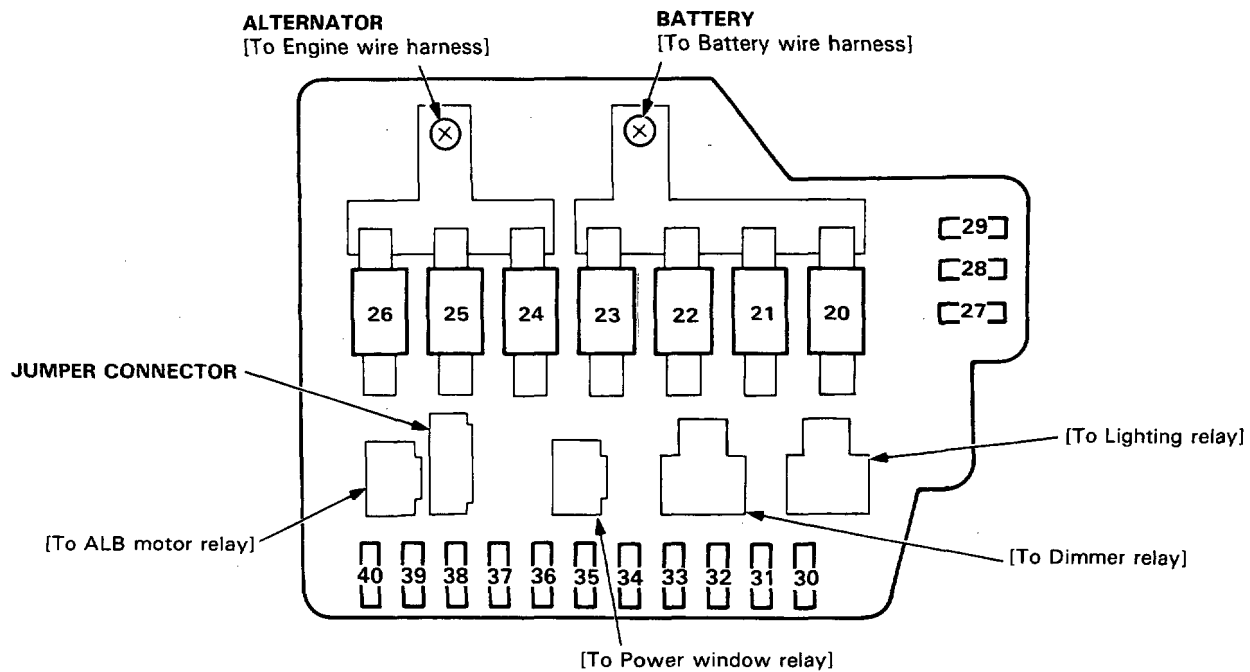 ALTERNATOR
[To Engine wire harness]
BATTERY
[To Battery wire harness]
29
28
27
26 25 24 23 22 21 20
JUMPER CONNECTOR
[To Lighting relay]
[To ALB motor relay]
[To Dimmer relay]
40 39 38 37 36 35 34 33 32 31 30
[To Power window relay]